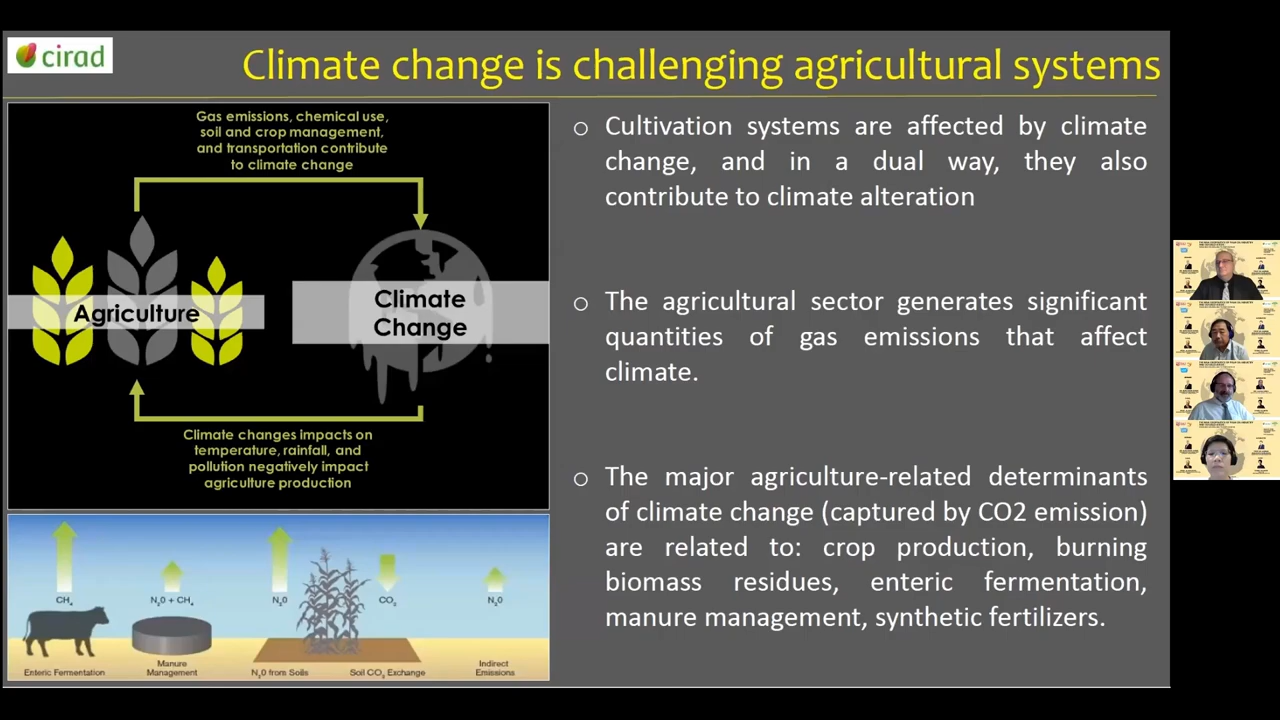 cirad
Climate change is challenging agricultural systems
Gas emissions, chemical use,
soil and crop management,
and transportation contribute
to climate change
Agriculture
Climate
Change
Climate changes impacts on
temperature, rainfall, and
pollution negatively impact
agriculture production
CH₄
N₂0 + CH₄
N₂0
CO₂
N₂0
Enteric Fermentation
Manure
Management
N₂0 from Soils
Soil CO₂ Exchange
Indirect
Emissions
o Cultivation systems are affected by climate
change, and in a dual way, they also
contribute to climate alteration
o The agricultural sector generates significant
quantities of gas emissions that affect
climate.
o The major agriculture-related determinants
of climate change (captured by CO2 emission)
are related to: crop production, burning
biomass residues, enteric fermentation,
manure management, synthetic fertilizers.